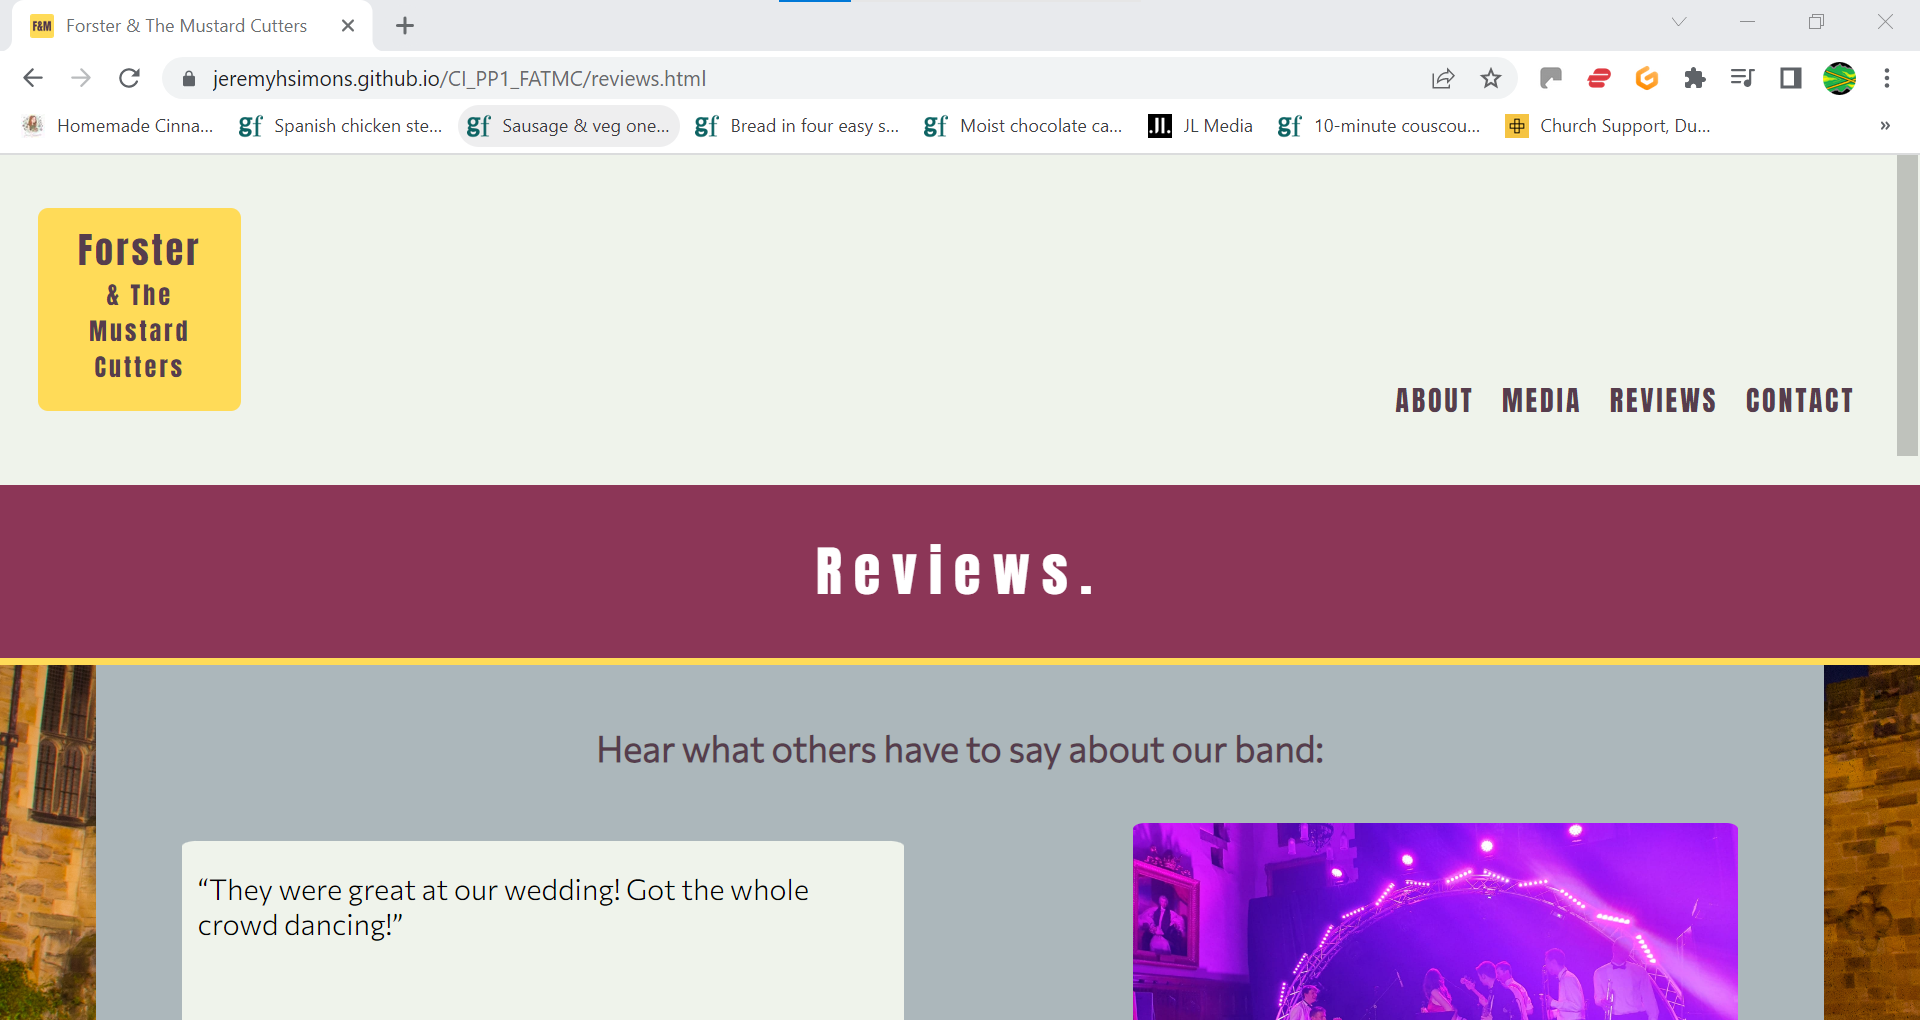 F&M Forster & The Mustard Cutters
jeremyhsimons.github.io/CI_PP1_FATMC/reviews.html
Homemade Cinna... gf Spanish chicken ste... gf Sausage & veg one... gf Bread in four easy s... gf Moist chocolate ca... .JL. JL Media gf 10-minute couscou... Church Support, Du... »
Forster
& The
Mustard
Cutters
ABOUT MEDIA REVIEWS CONTACT
Reviews.
Hear what others have to say about our band:
“They were great at our wedding! Got the whole
crowd dancing!”